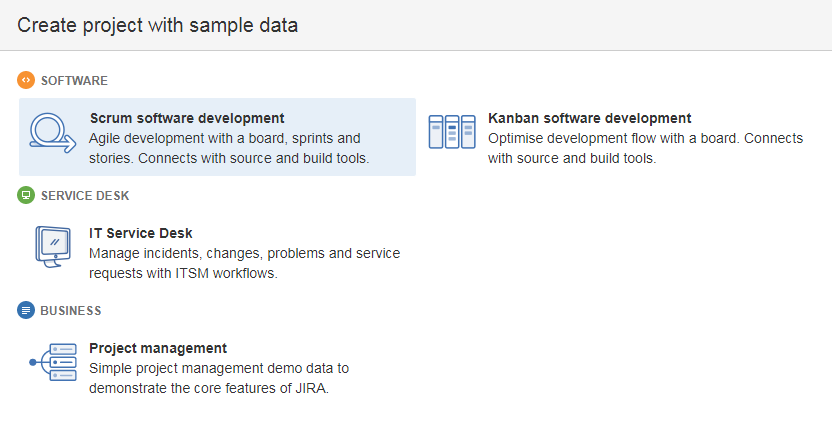 Create project with sample data
SOFTWARE
Scrum software development
Agile development with a board, sprints and
stories. Connects with source and build tools.
Kanban software development
Optimise development flow with a board. Connects
with source and build tools.
SERVICE DESK
IT Service Desk
Manage incidents, changes, problems and service
requests with ITSM workflows.
BUSINESS
Project management
Simple project management demo data to
demonstrate the core features of JIRA.